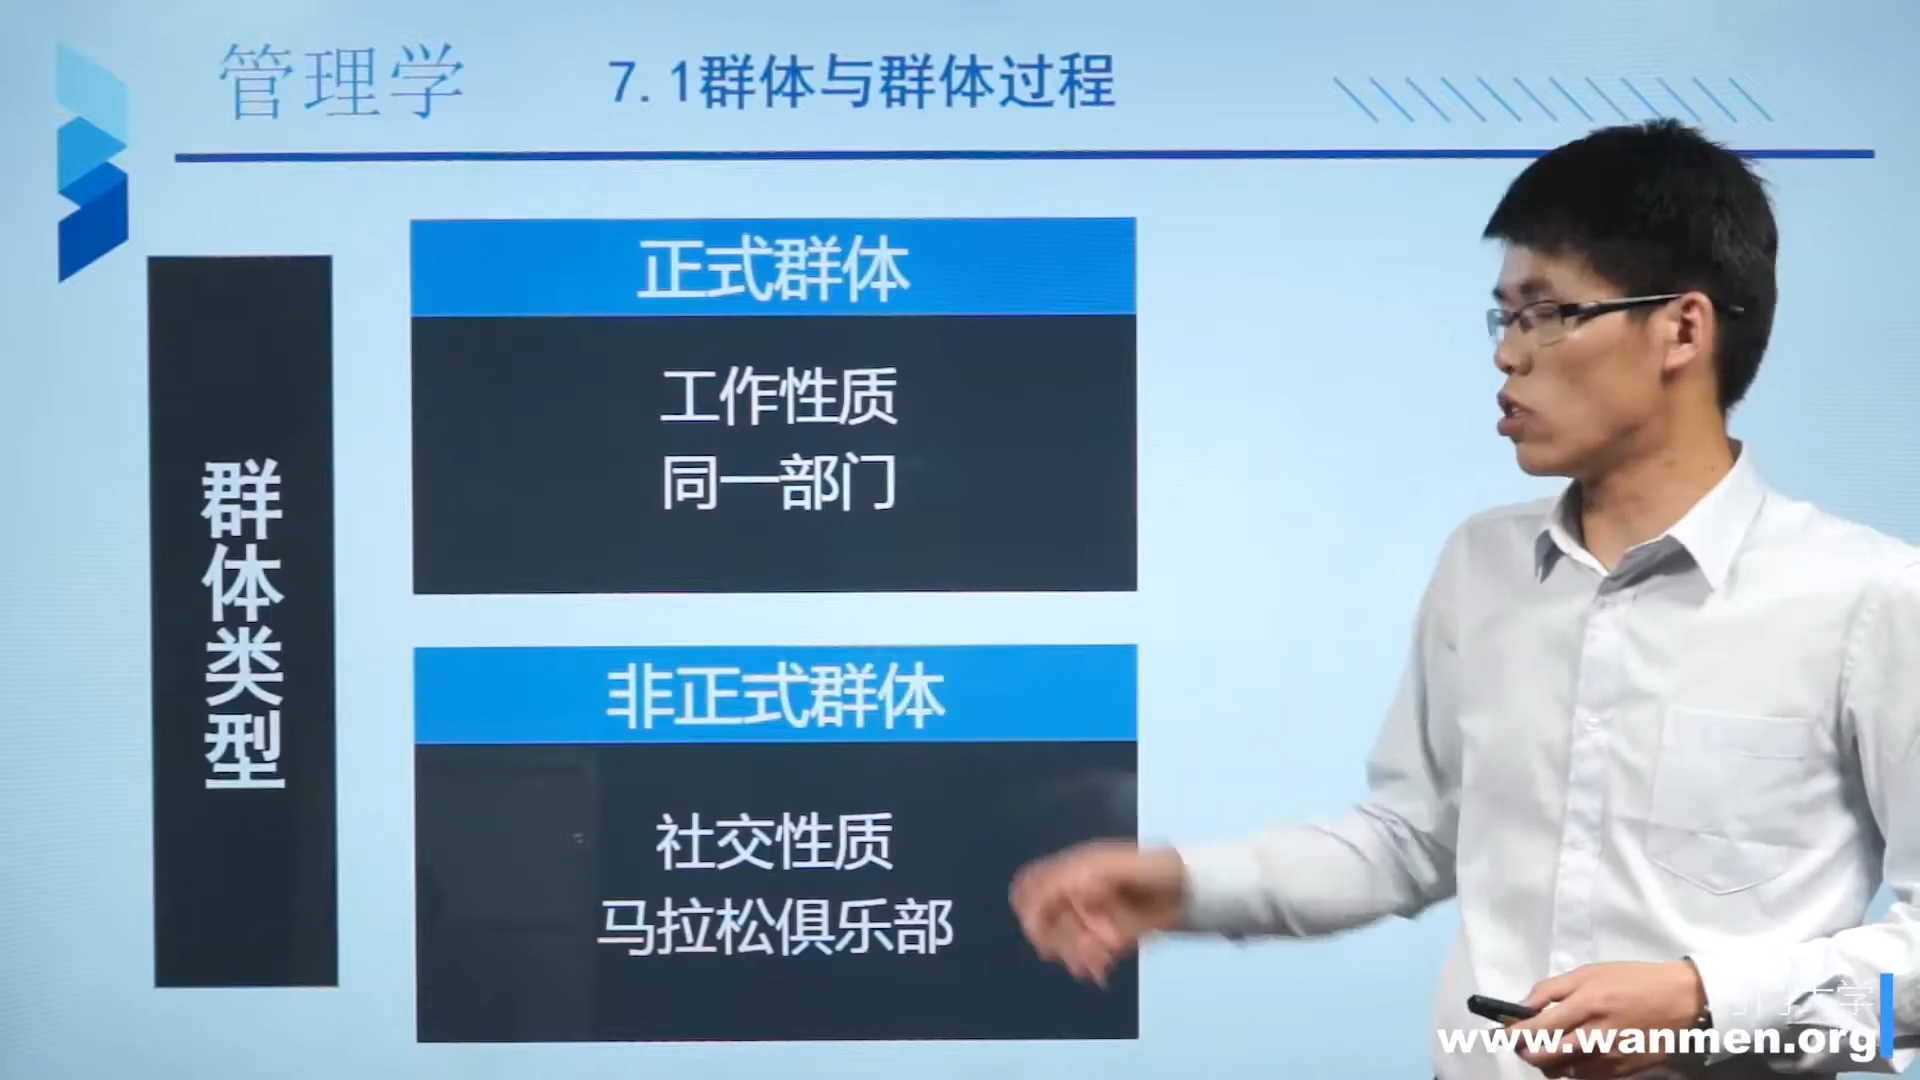 管理学
7.1群体与群体过程
群体类型
正式群体
工作性质
同一部门
非正式群体
社交性质
马拉松俱乐部
www.wanmen.org